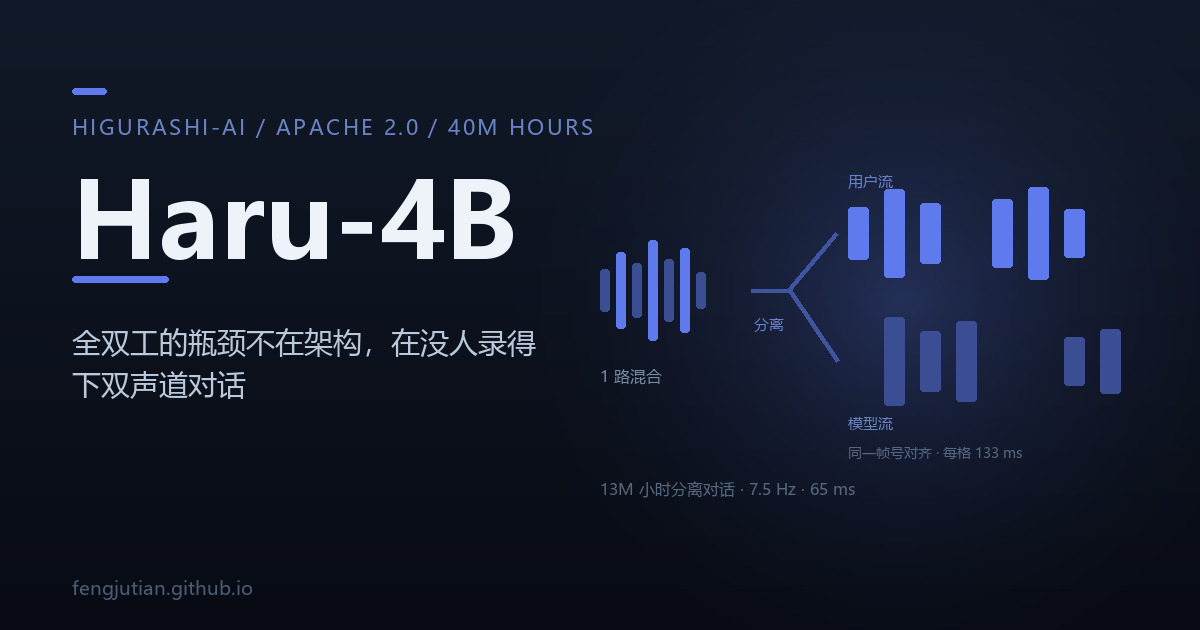 HIGURASHI-AI / APACHE 2.0 / 40M HOURS
Haru-4B
全双工的瓶颈不在架构，在没人录得
下双声道对话
用户流
分离
1 路混合
模型流
同一帧号对齐 · 每格 133 ms
13M 小时分离对话 · 7.5 Hz · 65 ms
fengjutian.github.io